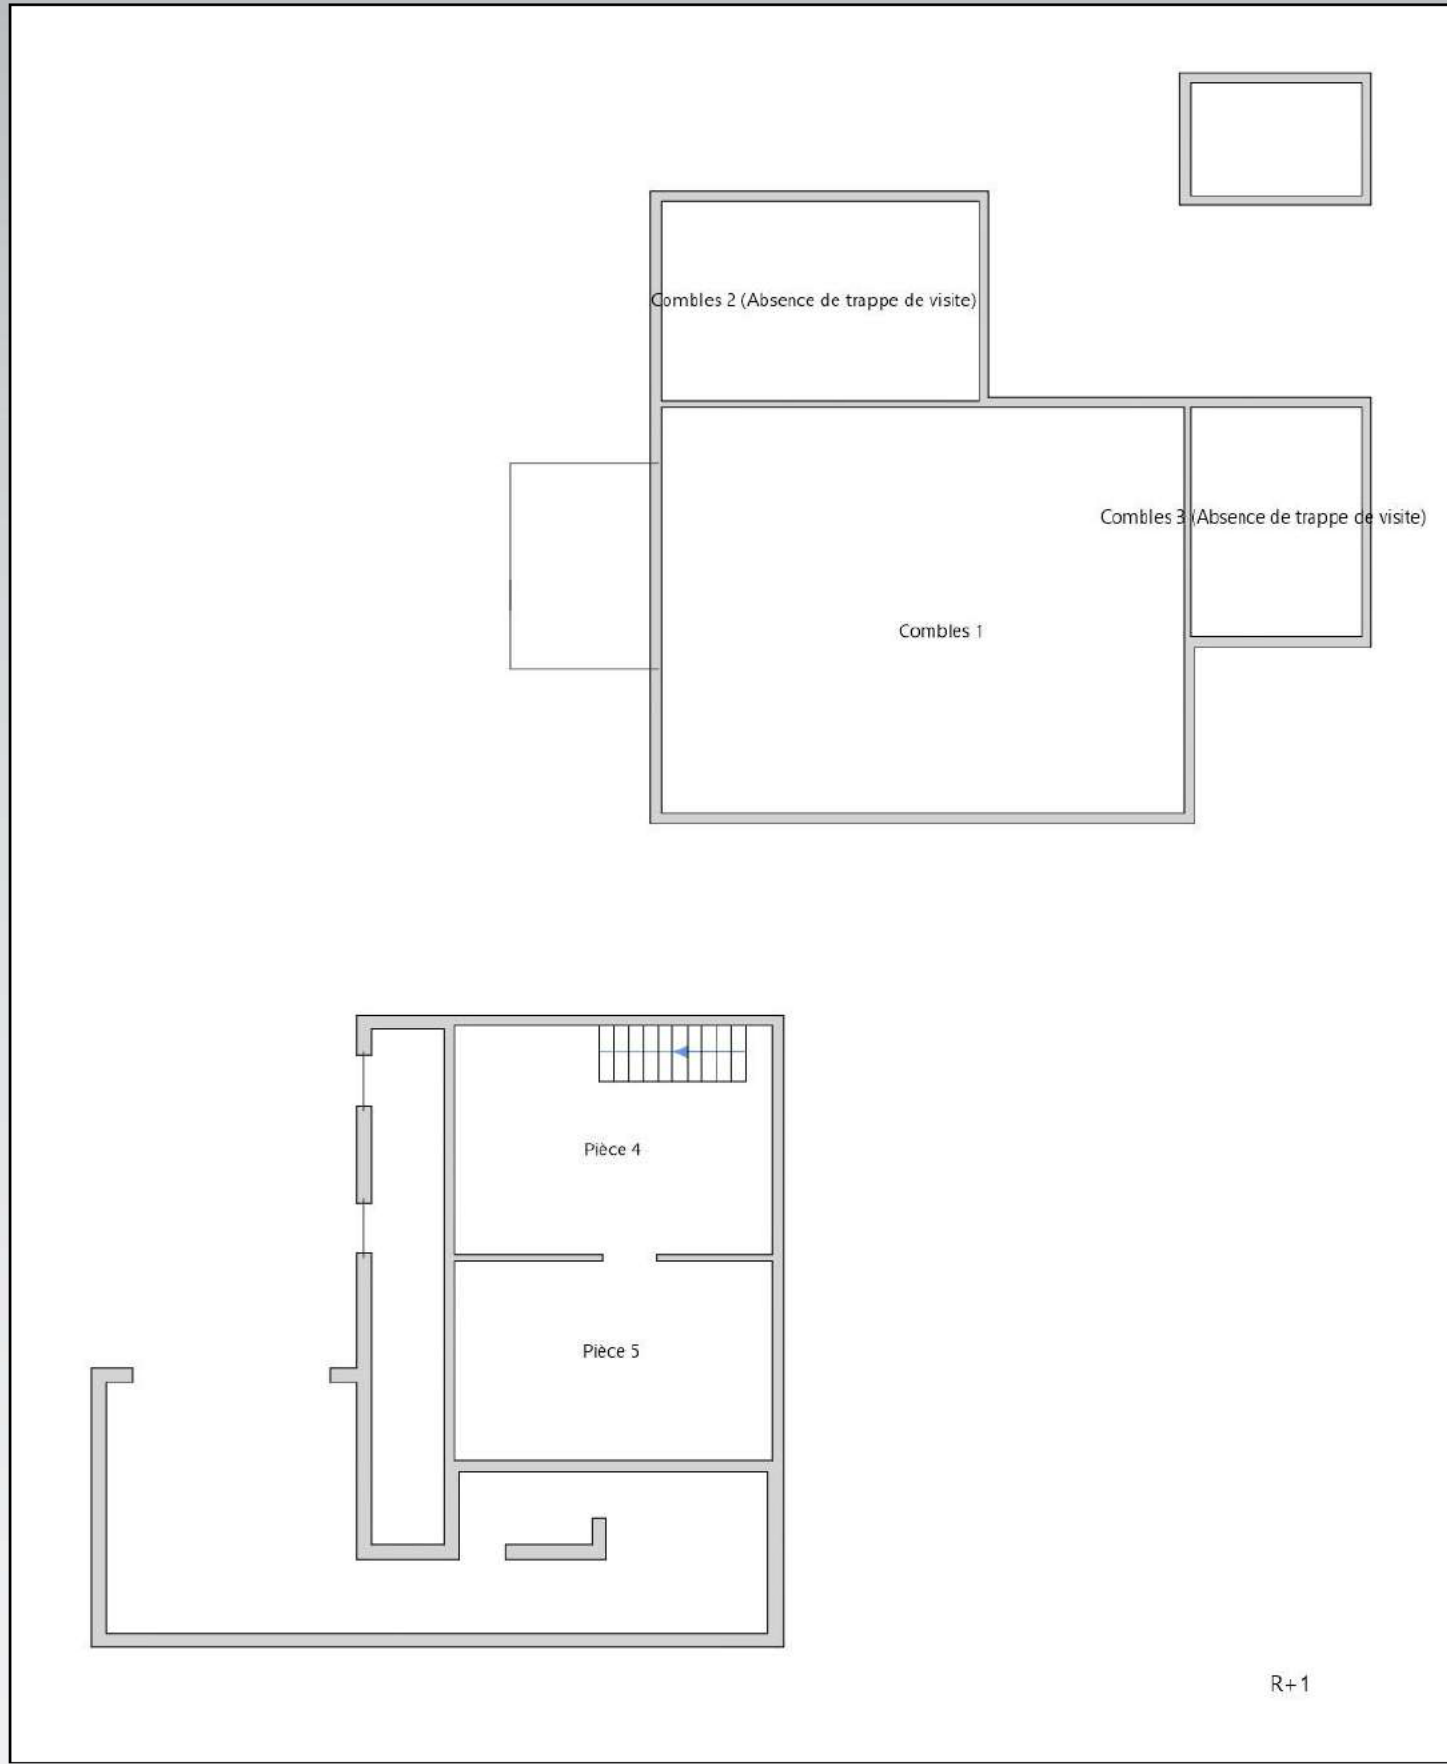 Combles 2 (Absence de trappe de visite)
Combles 3 (Absence de trappe de visite)
Combles 1
Pièce 4
Pièce 5
R+1